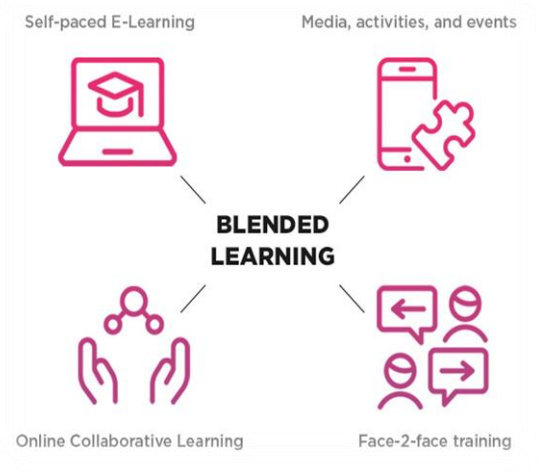 Self-paced E-Learning
Media, activities, and events
BLENDED
LEARNING
Online Collaborative Learning
Face-2-face training